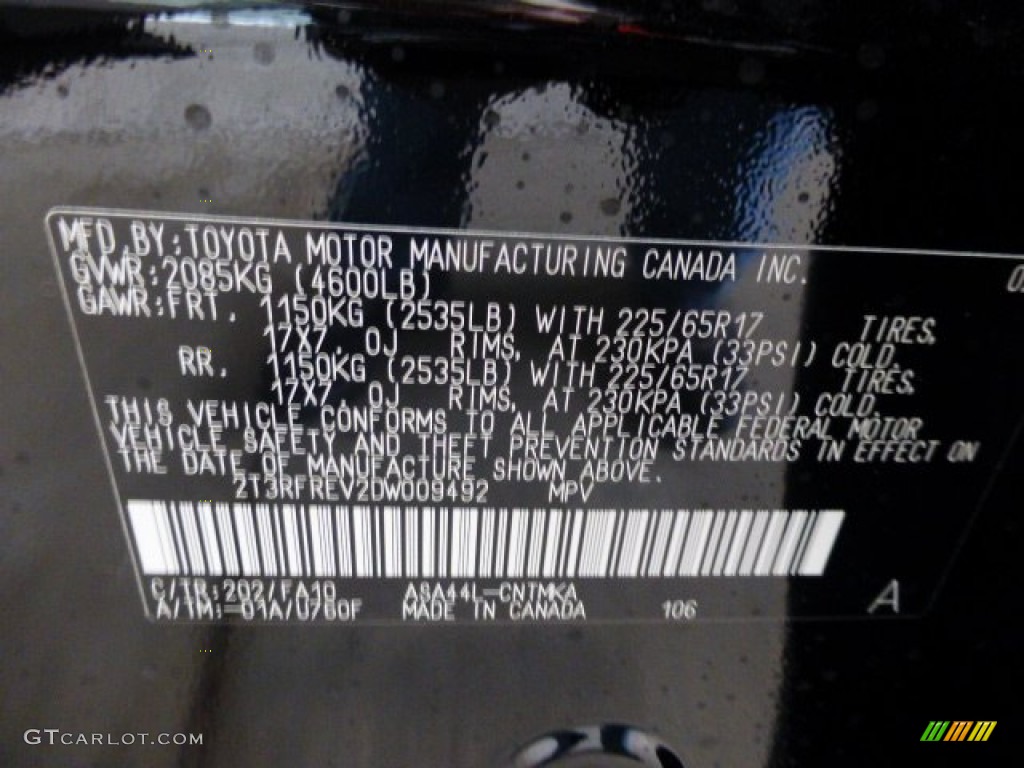 MFD.BY:TOYOTA MOTOR MANUFACTURING CANADA INC.
GVWR:2085KG (4600LB)
GAWR:FRT. 1150KG (2535LB) WITH 225/65R17 TIRES,
17X7.0J RIMS, AT 230KPA (33PSI) COLD.
RR. 1150KG (2535LB) WITH 225/65R17 TIRES,
17X7.0J RIMS, AT 230KPA (33PSI) COLD.
THIS VEHICLE CONFORMS TO ALL APPLICABLE FEDERAL MOTOR
VEHICLE SAFETY AND THEFT PREVENTION STANDARDS IN EFFECT ON
THE DATE OF MANUFACTURE SHOWN ABOVE.
2T3RFREV2DW009492 MPV
C/TR:202/FA10 ASA44L-CNTMKA
A/TM:-01A/U760F MADE IN CANADA 106 A
GTCARLOT.COM